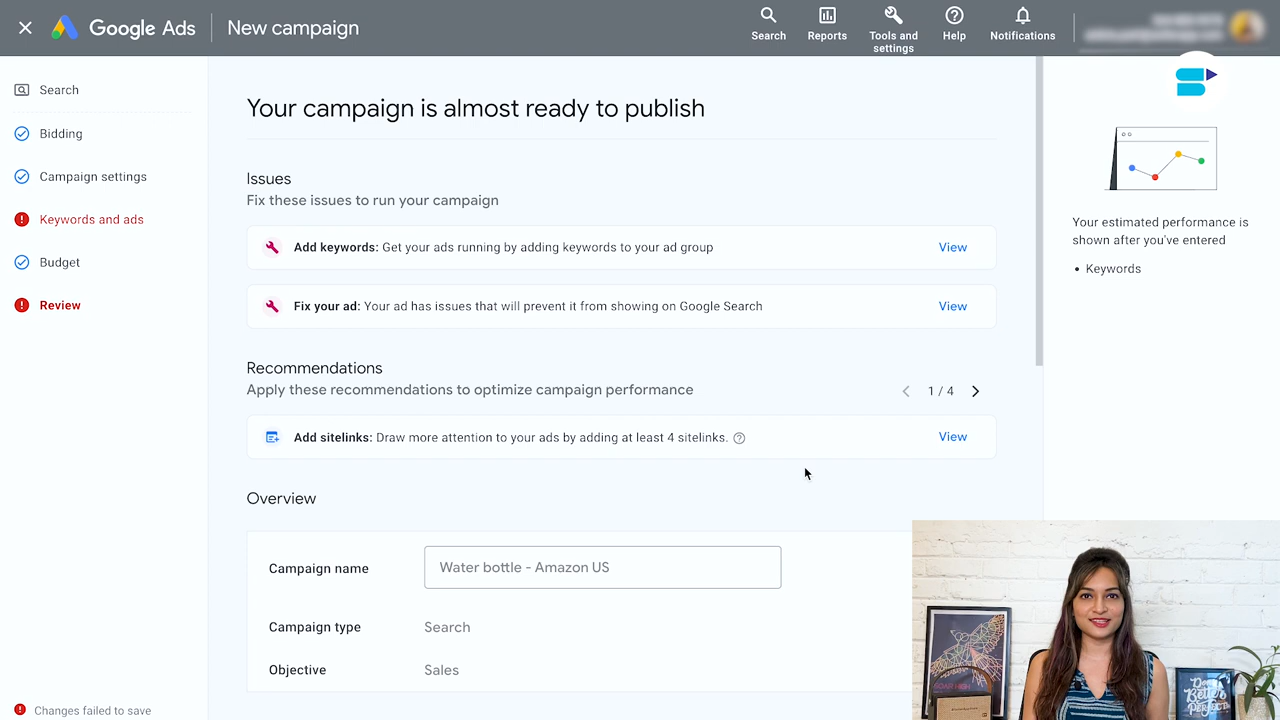 Google Ads
New campaign
Search
Reports
Tools and
settings
Help
Notifications
Search
Bidding
Campaign settings
Keywords and ads
Budget
Review
Changes failed to save
Your campaign is almost ready to publish
Issues
Fix these issues to run your campaign
Add keywords: Get your ads running by adding keywords to your ad group
View
Fix your ad: Your ad has issues that will prevent it from showing on Google Search
View
Recommendations
Apply these recommendations to optimize campaign performance
1 / 4
Add sitelinks: Draw more attention to your ads by adding at least 4 sitelinks.
View
Overview
Campaign name
Water bottle - Amazon US
Campaign type
Search
Objective
Sales
Your estimated performance is
shown after you've entered
• Keywords
Better